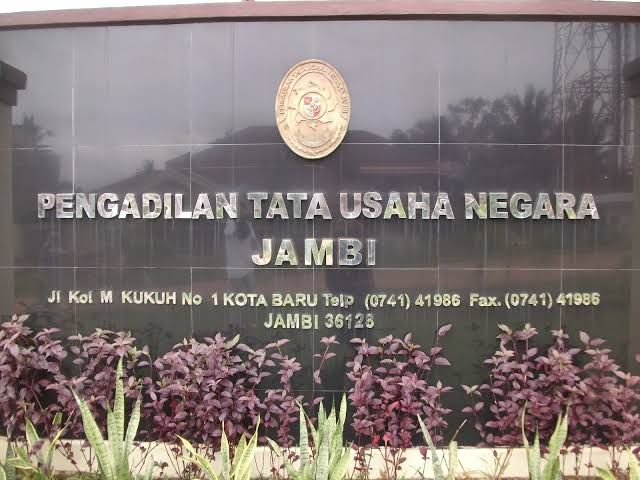 PENGADILAN TATA USAHA NEGARA
JAMBI
Jl Kol M KUKUH No 1 KOTA BARU Telp (0741) 41986 Fax. (0741) 41986
JAMBI 36128